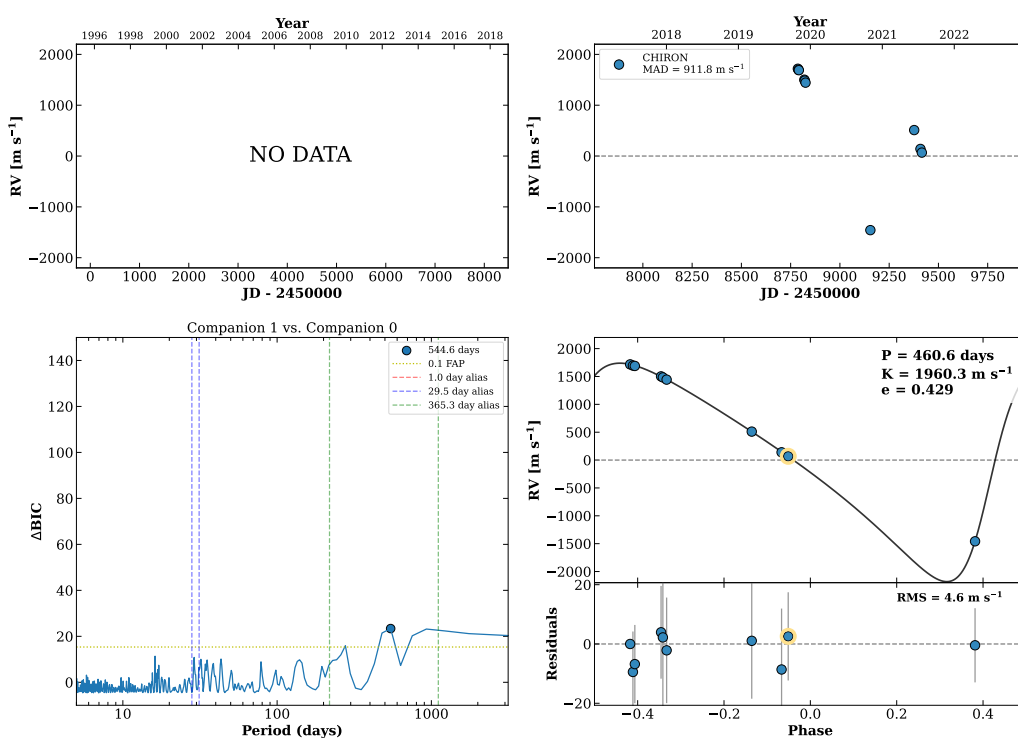 Year
1996 1998 2000 2002 2004 2006 2008 2010 2012 2014 2016 2018
RV [m s⁻¹]
2000
1000
0
−1000
−2000
NO DATA
0 1000 2000 3000 4000 5000 6000 7000 8000
JD - 2450000
Year
2018 2019 2020 2021 2022
RV [m s⁻¹]
2000
1000
0
−1000
−2000
CHIRON
MAD = 911.8 m s⁻¹
8000 8250 8500 8750 9000 9250 9500 9750
JD - 2450000
Companion 1 vs. Companion 0
ΔBIC
140
120
100
80
60
40
20
0
544.6 days
0.1 FAP
1.0 day alias
29.5 day alias
365.3 day alias
10 100 1000
Period (days)
RV [m s⁻¹]
2000
1500
1000
500
0
−500
−1000
−1500
−2000
P = 460.6 days
K = 1960.3 m s⁻¹
e = 0.429
Residuals
20
0
−20
RMS = 4.6 m s⁻¹
−0.4 −0.2 0.0 0.2 0.4
Phase